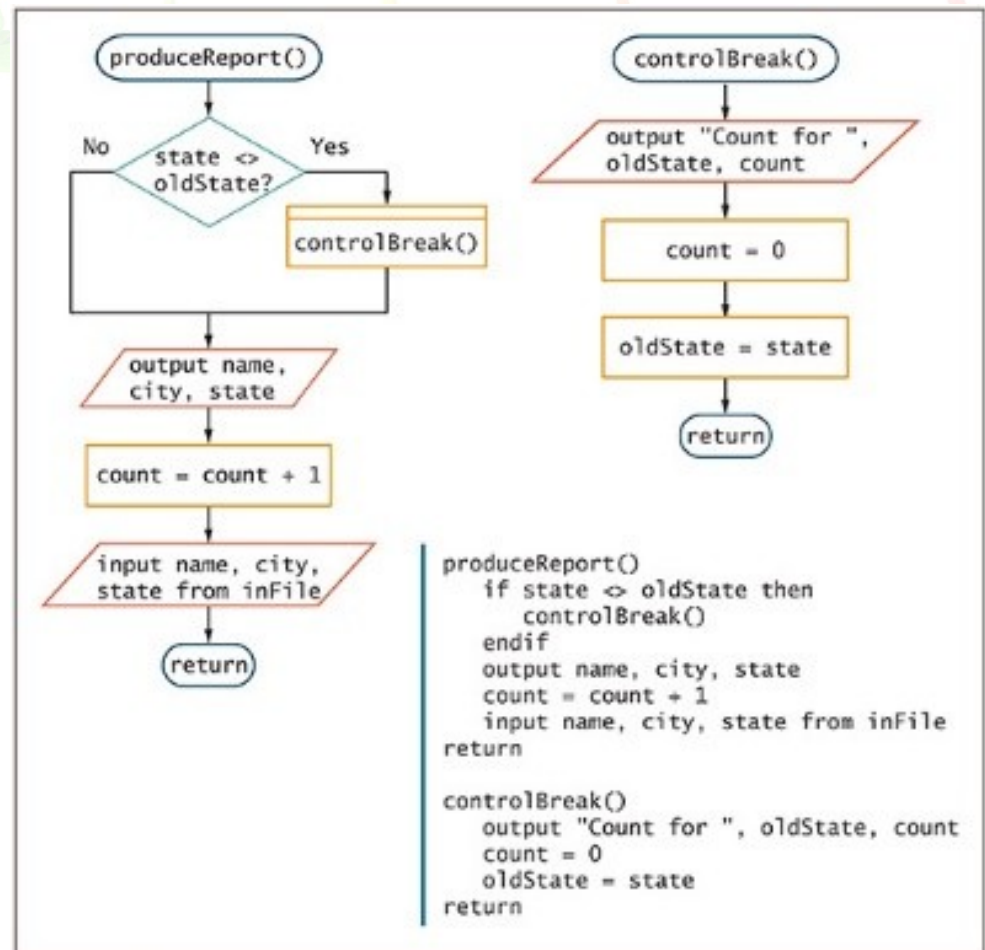 produceReport()
No
state <>
oldState?
Yes
controlBreak()
output name,
city, state
count = count + 1
input name, city,
state from inFile
return
controlBreak()
output "Count for ",
oldState, count
count = 0
oldState = state
return
produceReport()
if state <> oldState then
controlBreak()
endif
output name, city, state
count = count + 1
input name, city, state from inFile
return
controlBreak()
output "Count for ", oldState, count
count = 0
oldState = state
return